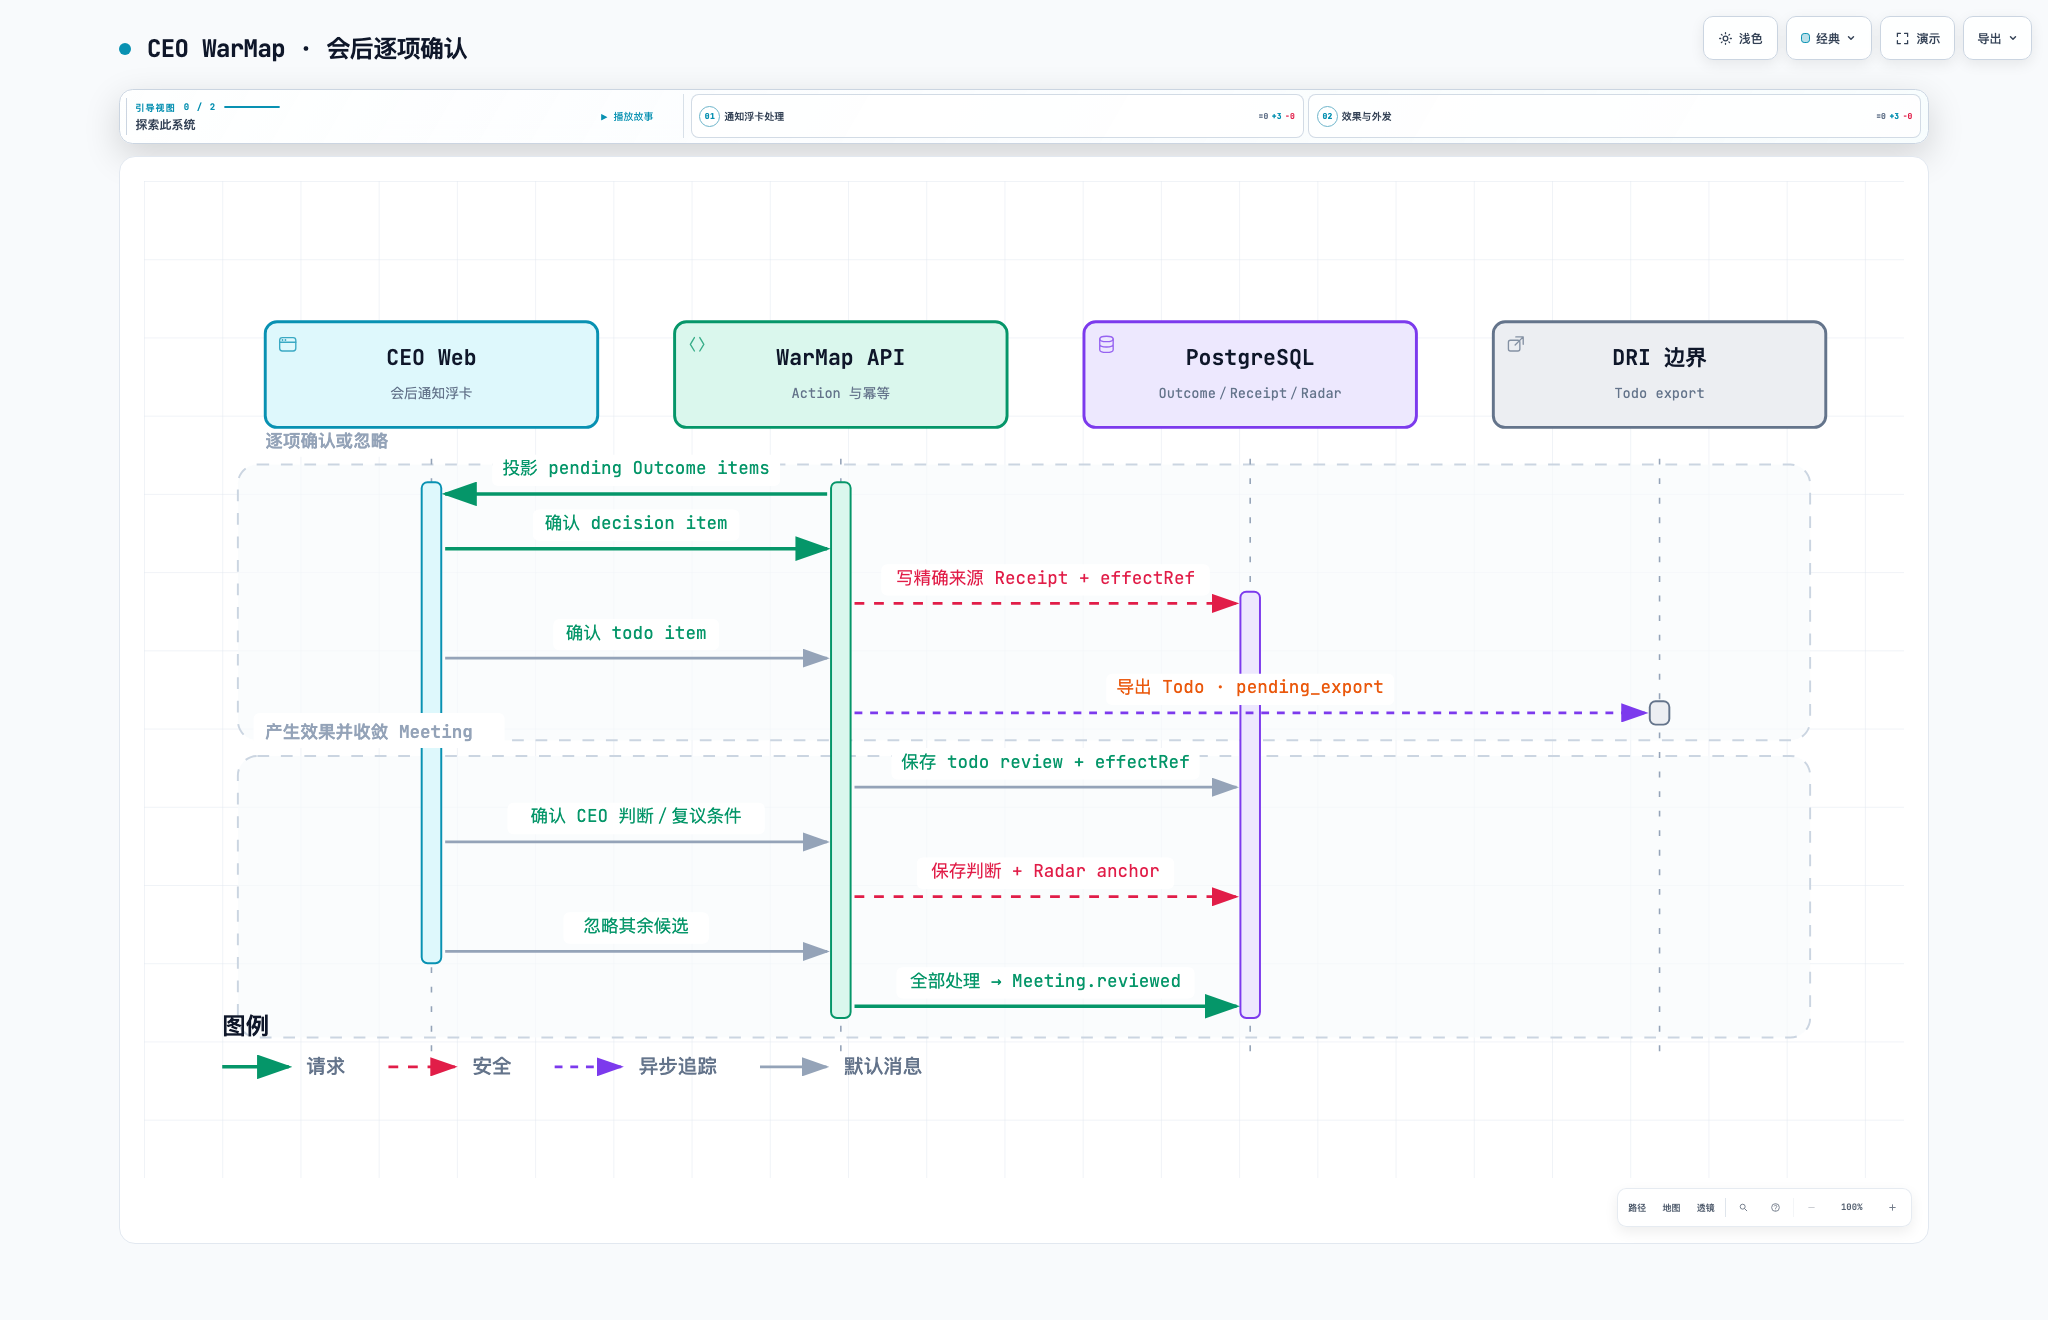 CEO WarMap · 会后逐项确认
浅色
经典
演示
导出
引导视图 0 / 2
探索此系统
▶ 播放故事
01 通知浮卡处理
≡0 +3 -0
02 效果与外发
≡0 +3 -0
CEO Web
会后通知浮卡
WarMap API
Action 与幂等
PostgreSQL
Outcome / Receipt / Radar
DRI 边界
Todo export
逐项确认或忽略
投影 pending Outcome items
确认 decision item
写精确来源 Receipt + effectRef
确认 todo item
导出 Todo · pending_export
产生效果并收敛 Meeting
保存 todo review + effectRef
确认 CEO 判断 / 复议条件
保存判断 + Radar anchor
忽略其余候选
全部处理 → Meeting.reviewed
图例
请求
安全
异步追踪
默认消息
路径
地图
透镜
100%